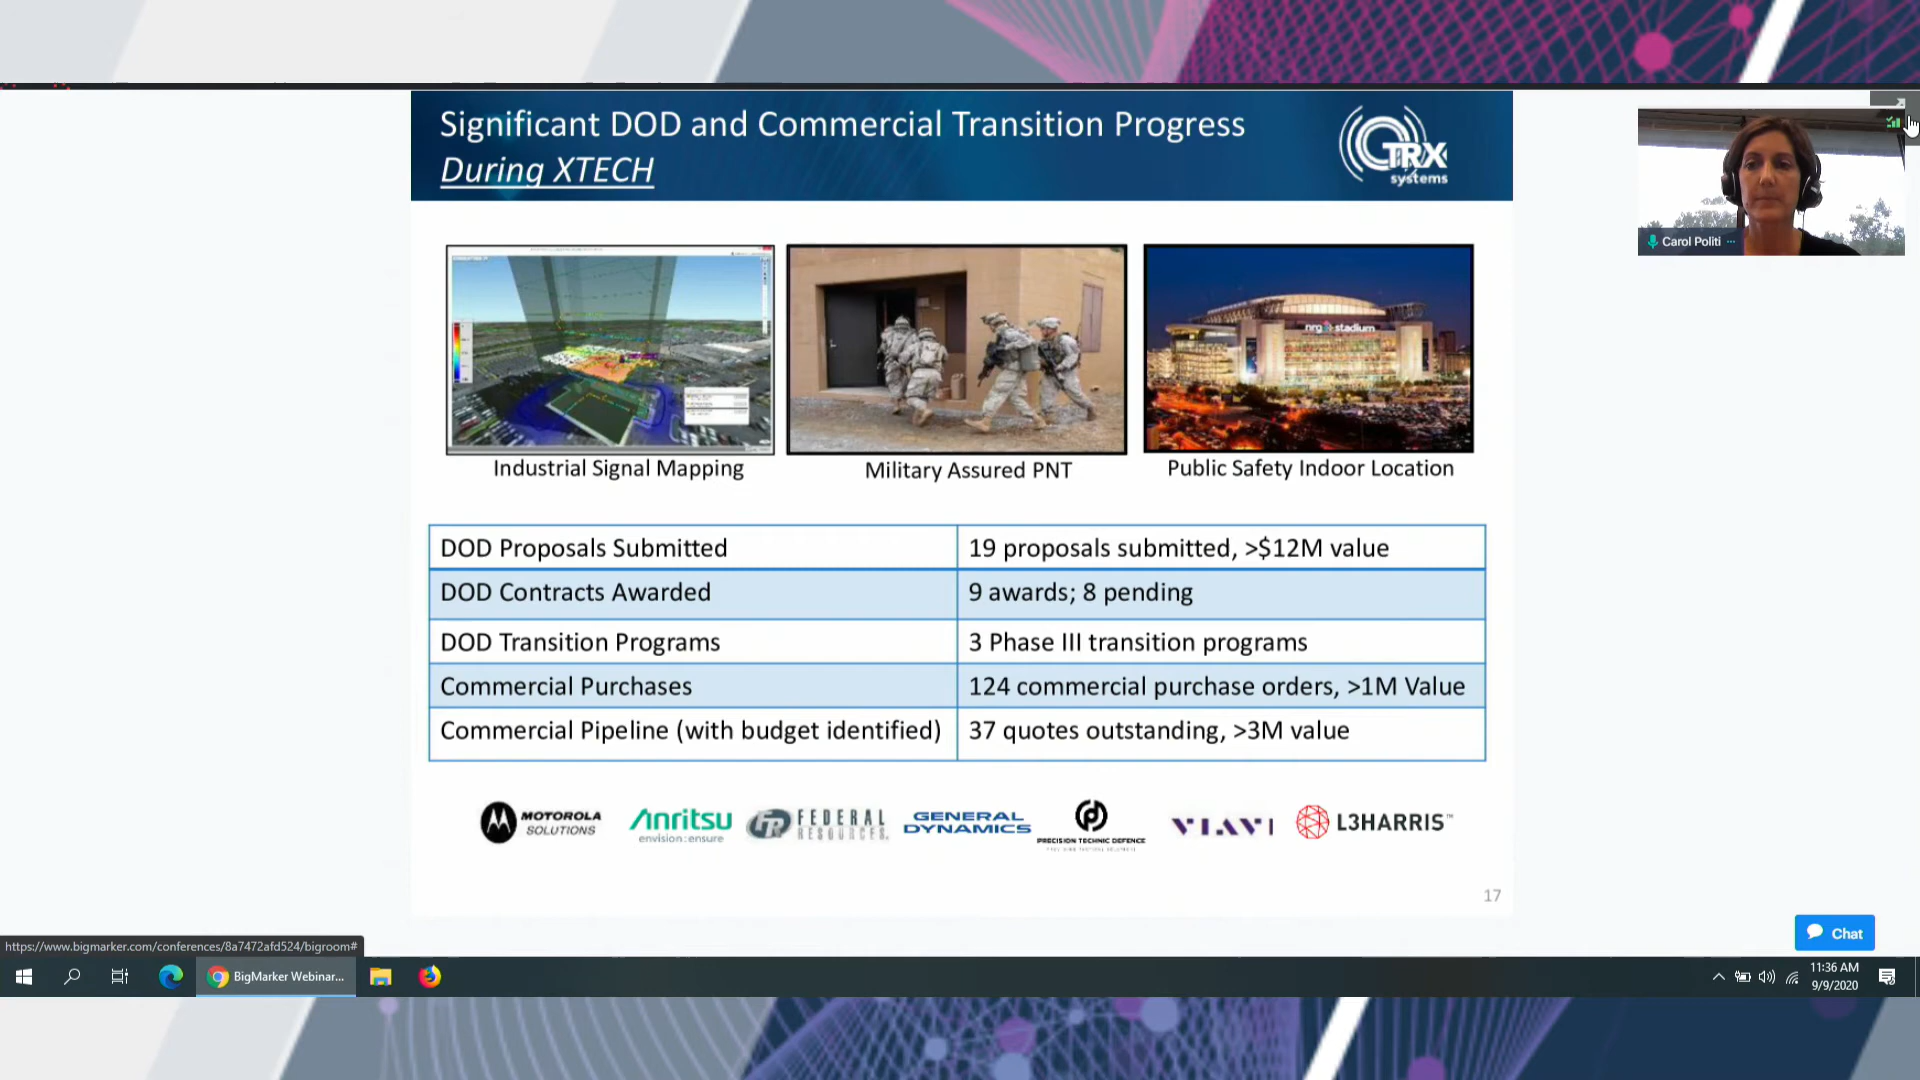 Significant DOD and Commercial Transition Progress
During XTECH
TRX
systems
Carol Politi
nrg stadium
Industrial Signal Mapping
Military Assured PNT
Public Safety Indoor Location
DOD Proposals Submitted
19 proposals submitted, >$12M value
DOD Contracts Awarded
9 awards; 8 pending
DOD Transition Programs
3 Phase III transition programs
Commercial Purchases
124 commercial purchase orders, >1M Value
Commercial Pipeline (with budget identified)
37 quotes outstanding, >3M value
MOTOROLA
SOLUTIONS
Anritsu
envision:ensure
FR FEDERAL
RESOURCES
GENERAL
DYNAMICS
PRECISION TECHNIC DEFENCE
VIAVI
L3HARRIS™
17
Chat
https://www.bigmarker.com/conferences/8a7472afd524/bigroom#
BigMarker Webinar...
11:36 AM
9/9/2020